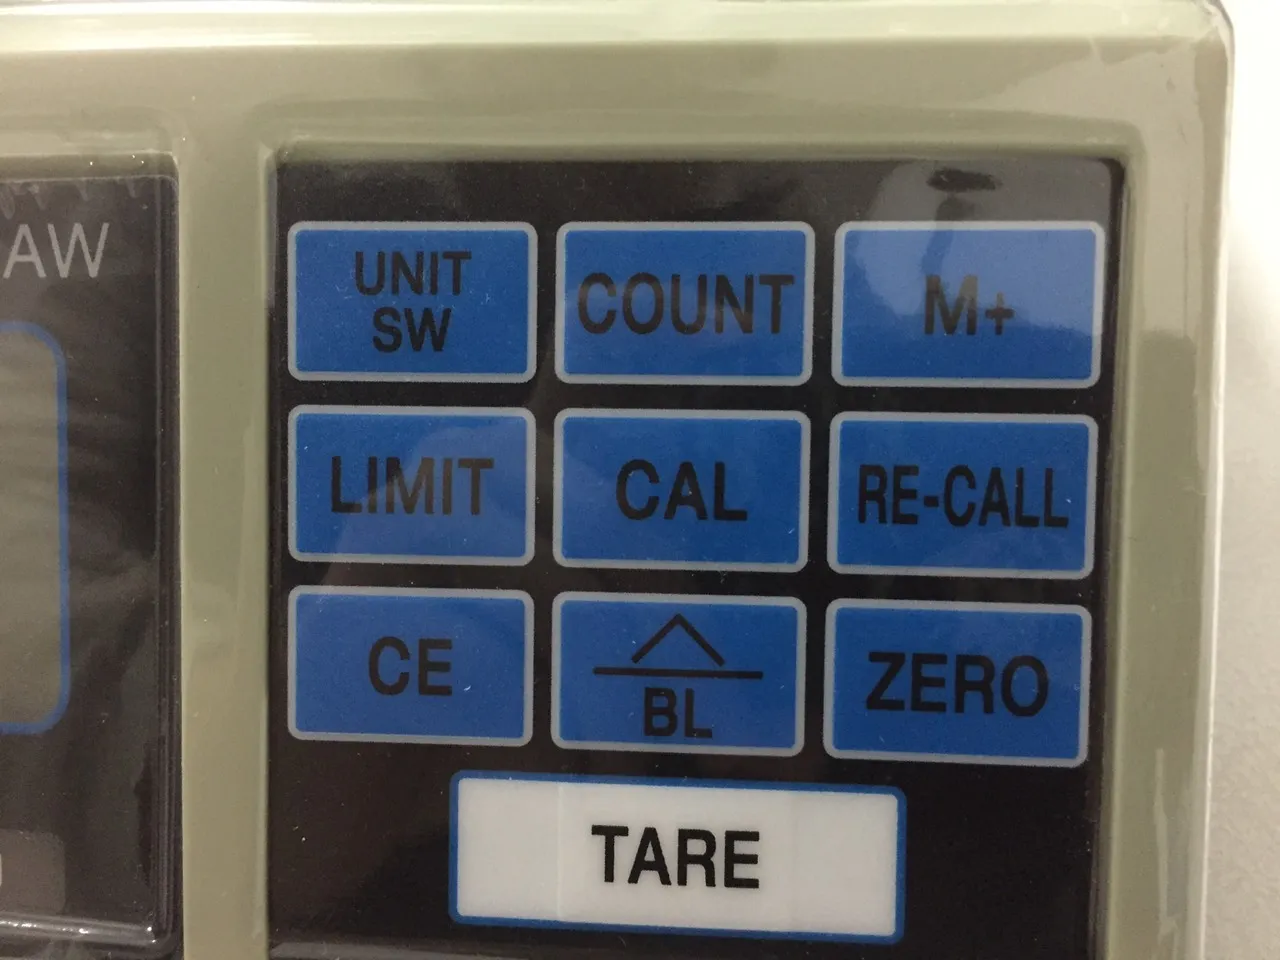 AW
UNIT
SW
COUNT
M+
LIMIT
CAL
RE-CALL
CE
BL
ZERO
TARE